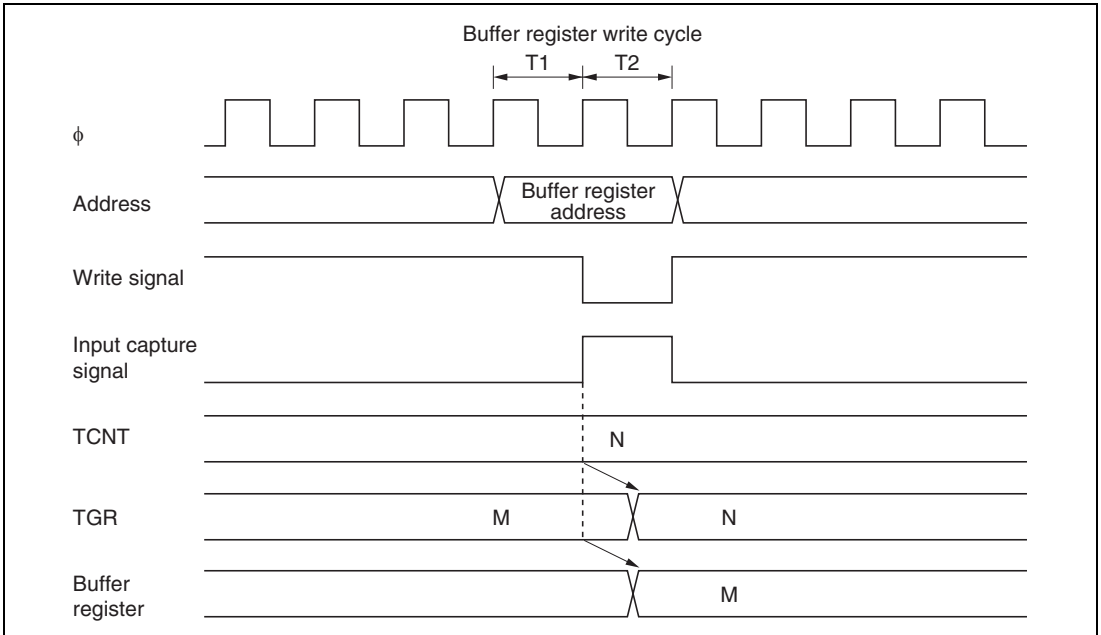 Buffer register write cycle
T1 T2
ϕ
Address
Buffer register
address
Write signal
Input capture
signal
TCNT
N
TGR
M N
Buffer
register
M